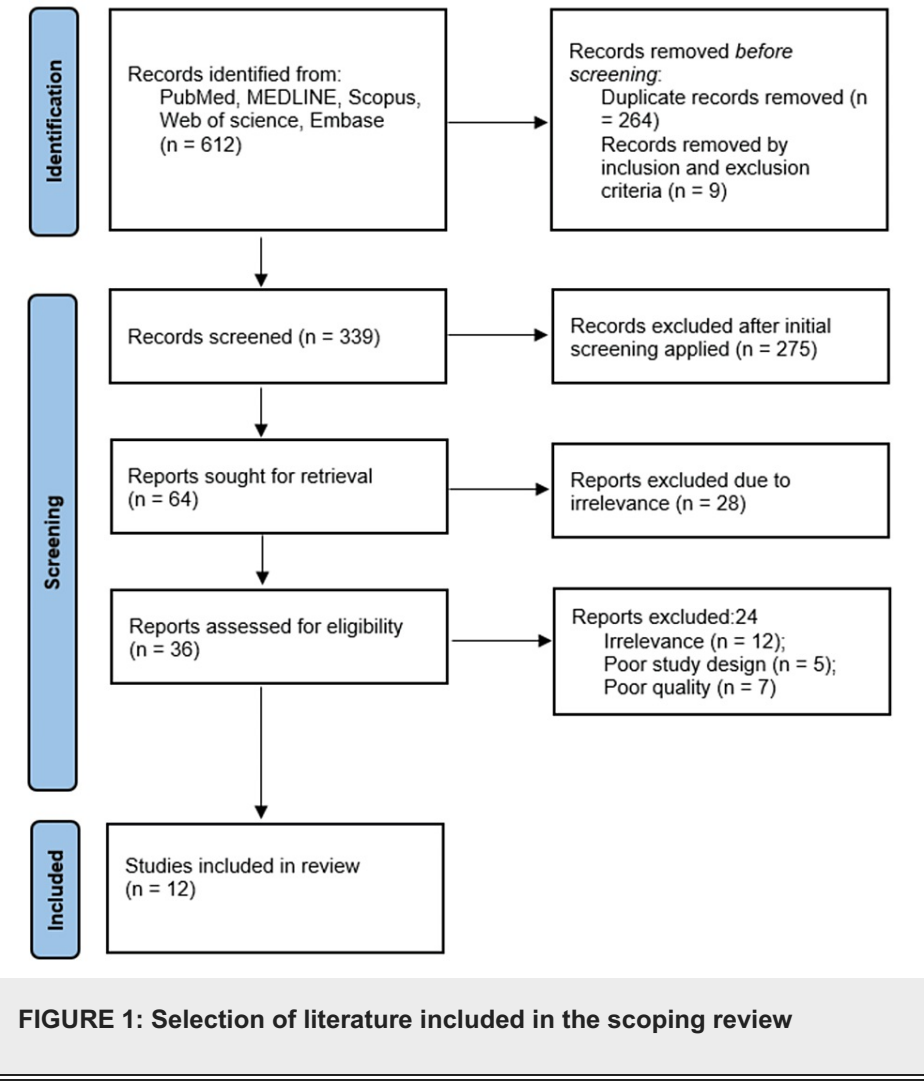 Identification
Records identified from:
PubMed, MEDLINE, Scopus,
Web of science, Embase
(n = 612)
Records removed before
screening:
Duplicate records removed (n
= 264)
Records removed by
inclusion and exclusion
criteria (n = 9)
Screening
Records screened (n = 339)
Records excluded after initial
screening applied (n = 275)
Reports sought for retrieval
(n = 64)
Reports excluded due to
irrelevance (n = 28)
Reports assessed for eligibility
(n = 36)
Reports excluded:24
Irrelevance (n = 12);
Poor study design (n = 5);
Poor quality (n = 7)
Included
Studies included in review
(n = 12)
FIGURE 1: Selection of literature included in the scoping review